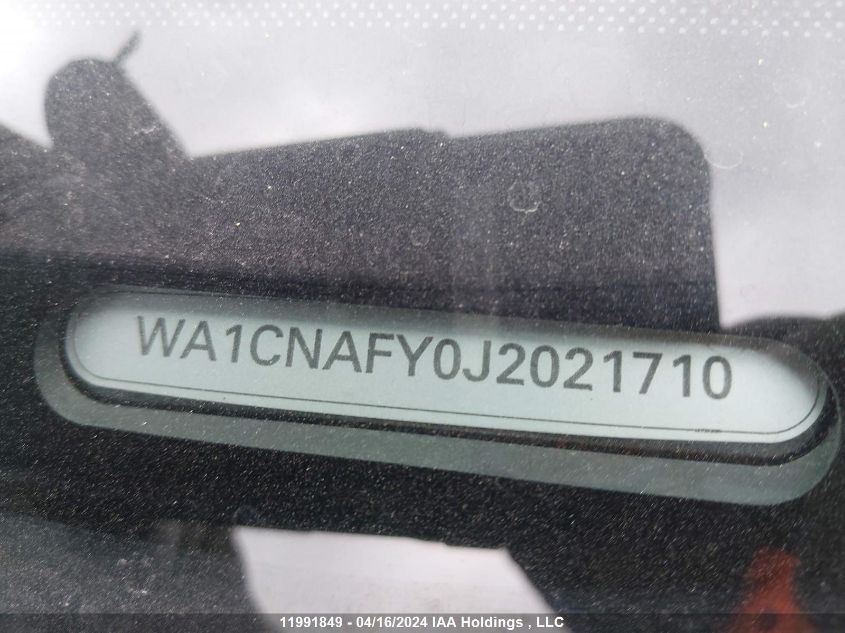 WA1CNAFY0J2021710
11991849 - 04/16/2024 IAA Holdings , LLC